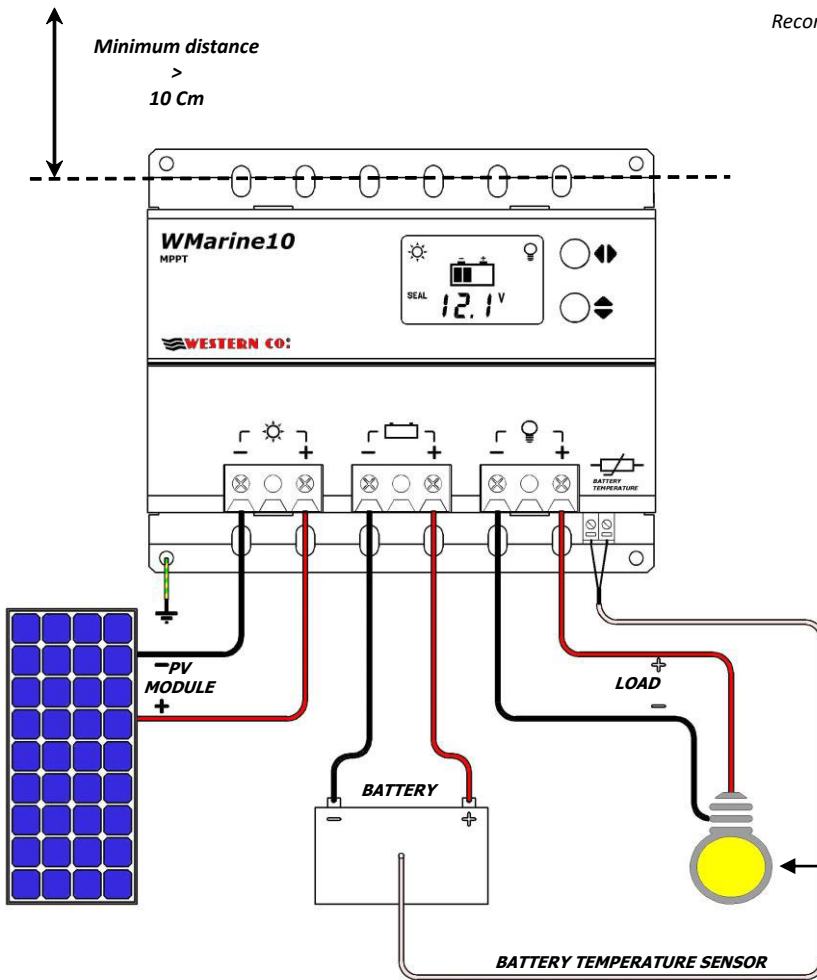 Recor
Minimum distance
>
10 Cm
WMarine10
MPPT
SEAL 12.1 V
WESTERN CO:
- + - + - +
BATTERY
TEMPERATURE
-PV
MODULE
+
+
LOAD
-
BATTERY
- +
BATTERY TEMPERATURE SENSOR